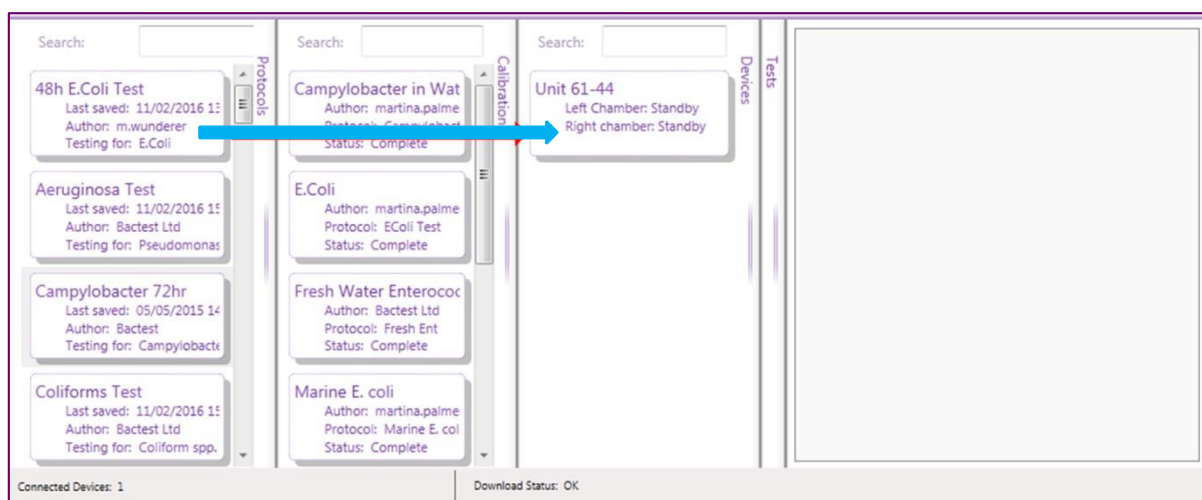 Search:
Protocols
48h E.Coli Test
Last saved: 11/02/2016 13
Author: m.wunderer
Testing for: E.Coli
Aeruginosa Test
Last saved: 11/02/2016 15
Author: Bactest Ltd
Testing for: Pseudomonas
Campylobacter 72hr
Last saved: 05/05/2015 14
Author: Bactest
Testing for: Campylobacte
Coliforms Test
Last saved: 11/02/2016 15
Author: Bactest Ltd
Testing for: Coliform spp.
Search:
Calibration
Campylobacter in Wat
Author: martina.palme
Status: Complete
E.Coli
Author: martina.palme
Protocol: EColi Test
Status: Complete
Fresh Water Enterococ
Author: Bactest Ltd
Protocol: Fresh Ent
Status: Complete
Marine E. coli
Author: martina.palme
Protocol: Marine E. col
Status: Complete
Search:
Devices
Unit 61-44
Left Chamber: Standby
Right chamber: Standby
Tests
Connected Devices: 1
Download Status: OK